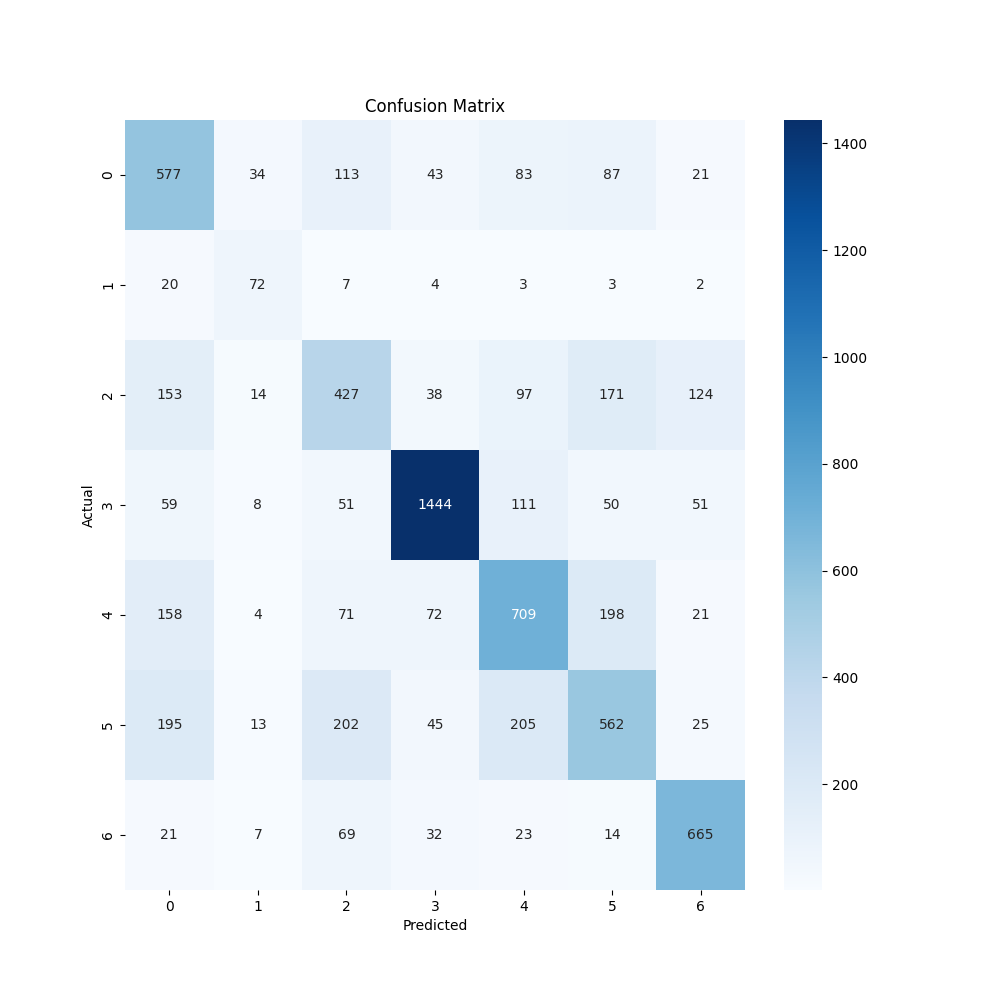 Confusion Matrix
0 577 34 113 43 83 87 21
1 20 72 7 4 3 3 2
2 153 14 427 38 97 171 124
3 59 8 51 1444 111 50 51
4 158 4 71 72 709 198 21
5 195 13 202 45 205 562 25
6 21 7 69 32 23 14 665
0 1 2 3 4 5 6
Predicted
Actual
1400
1200
1000
800
600
400
200